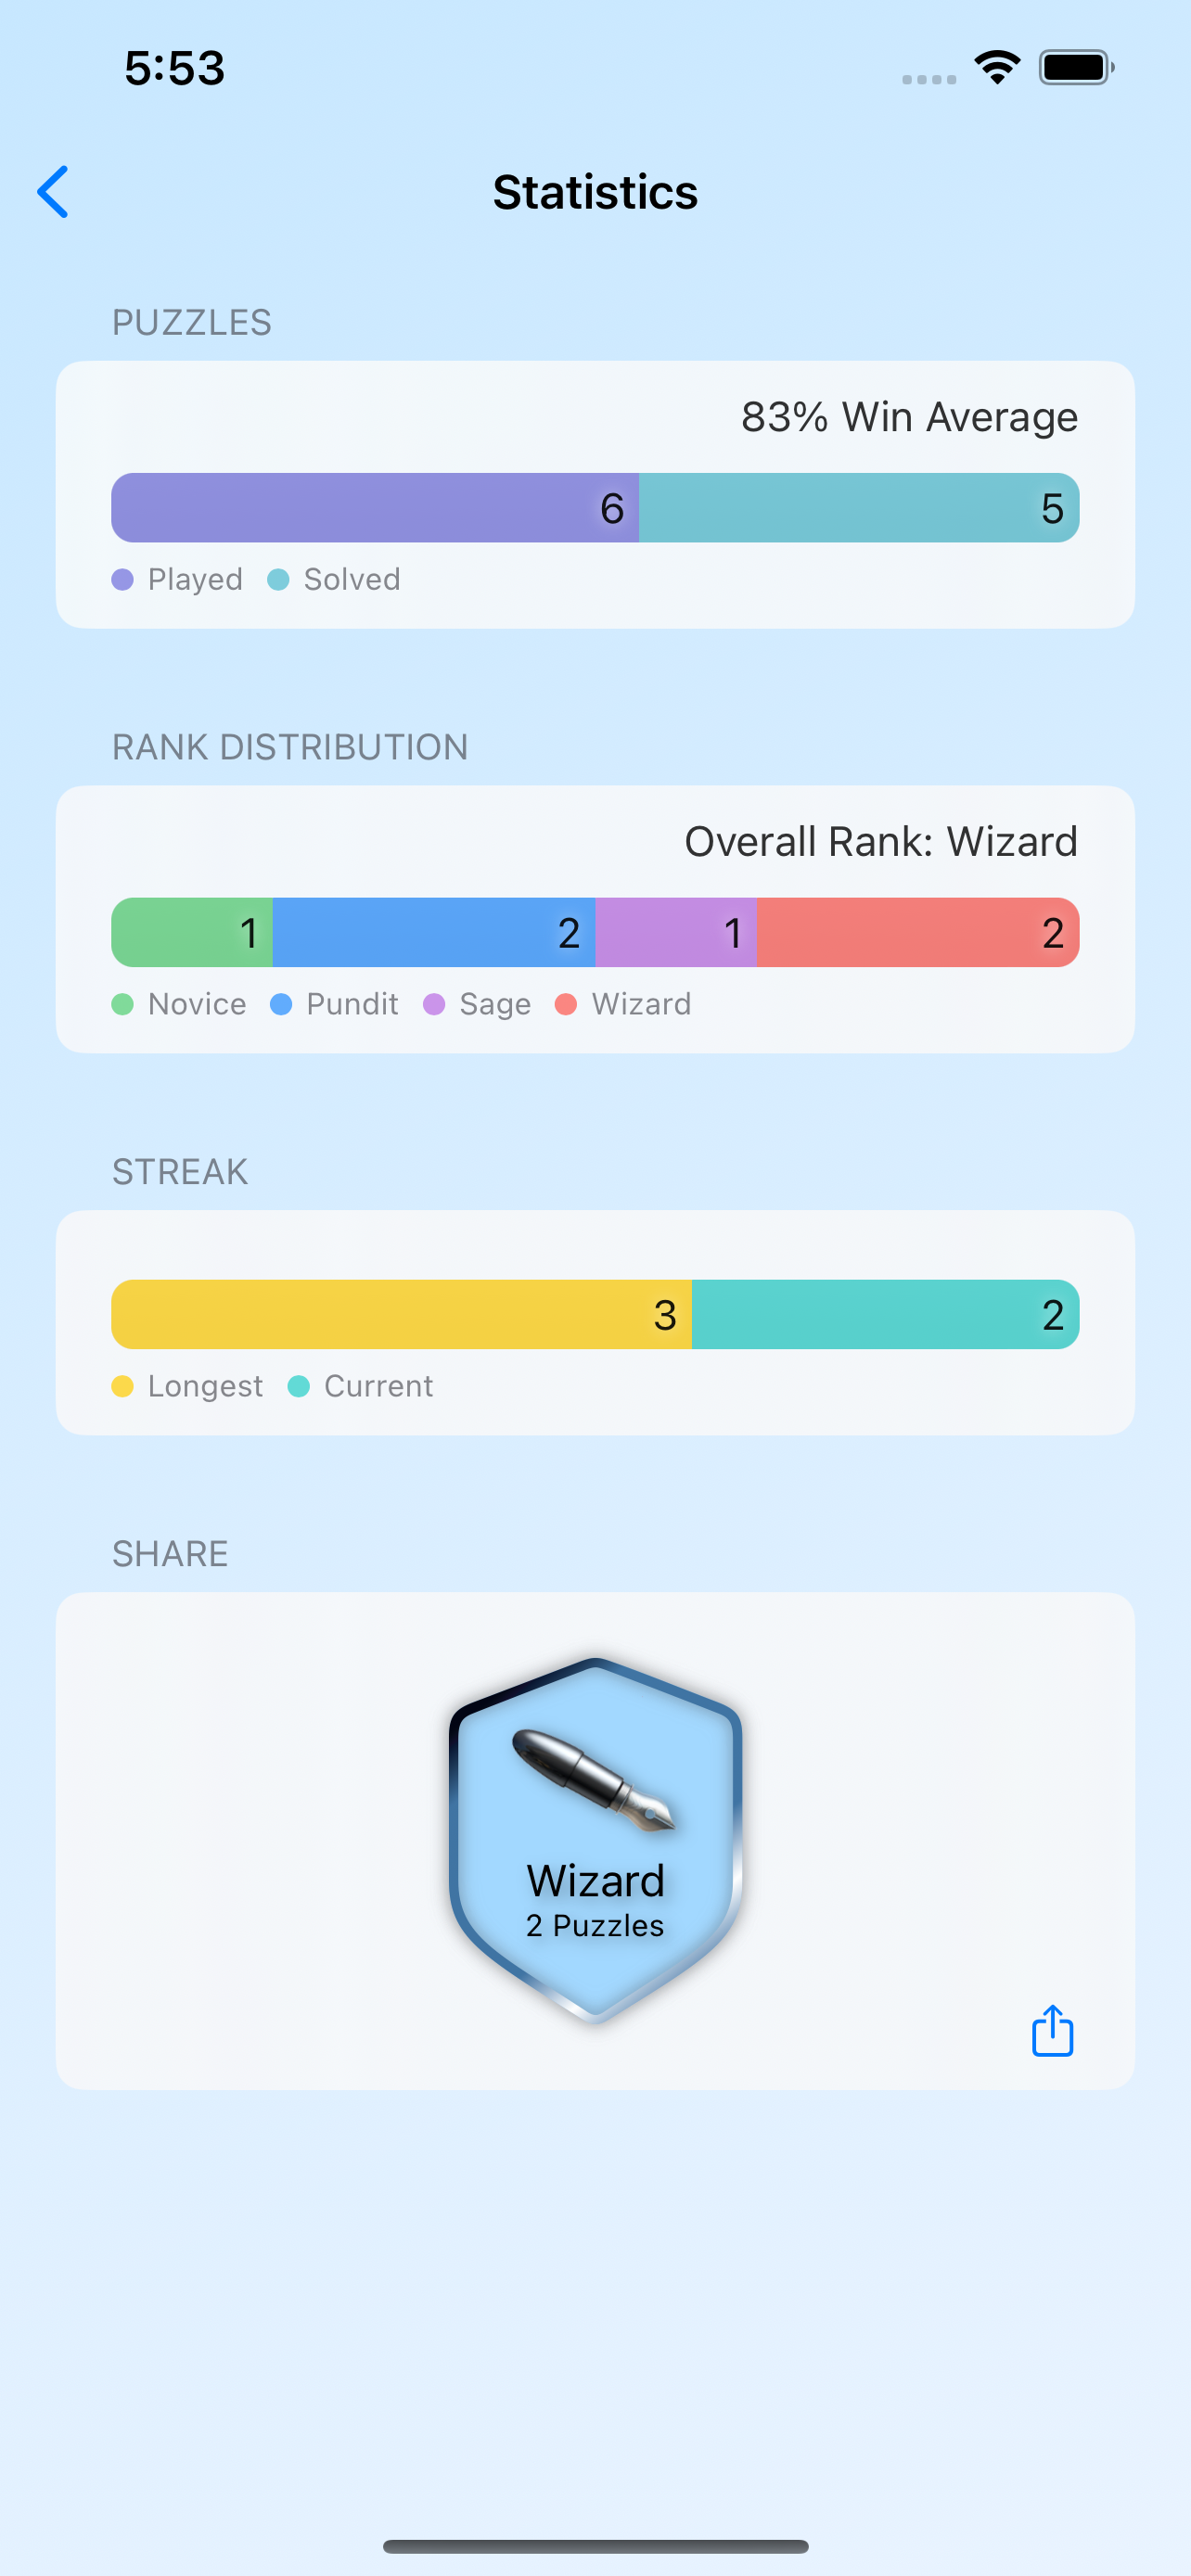 5:53
Statistics
PUZZLES
83% Win Average
6 5
Played Solved
RANK DISTRIBUTION
Overall Rank: Wizard
1 2 1 2
Novice Pundit Sage Wizard
STREAK
3 2
Longest Current
SHARE
Wizard
2 Puzzles